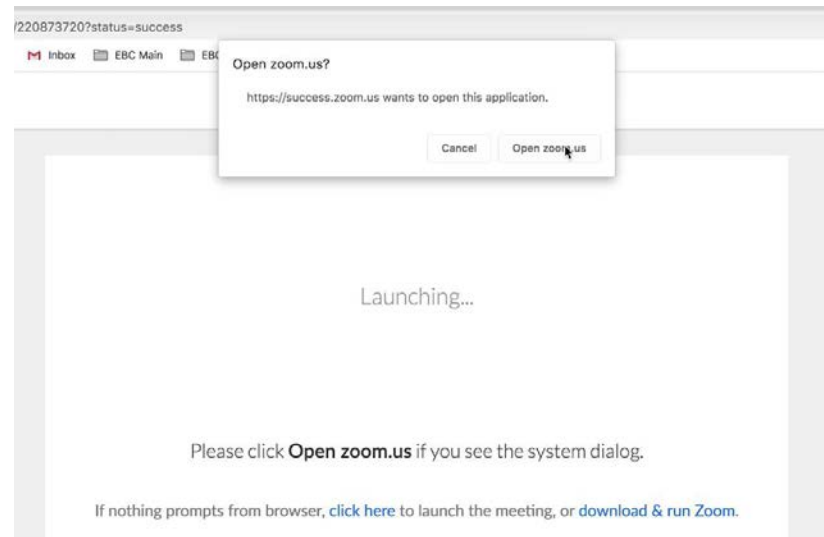 /220873720?status=success
Inbox EBC Main EBC
Open zoom.us?
https://success.zoom.us wants to open this application.
Cancel Open zoom.us
Launching...
Please click Open zoom.us if you see the system dialog.
If nothing prompts from browser, click here to launch the meeting, or download & run Zoom.